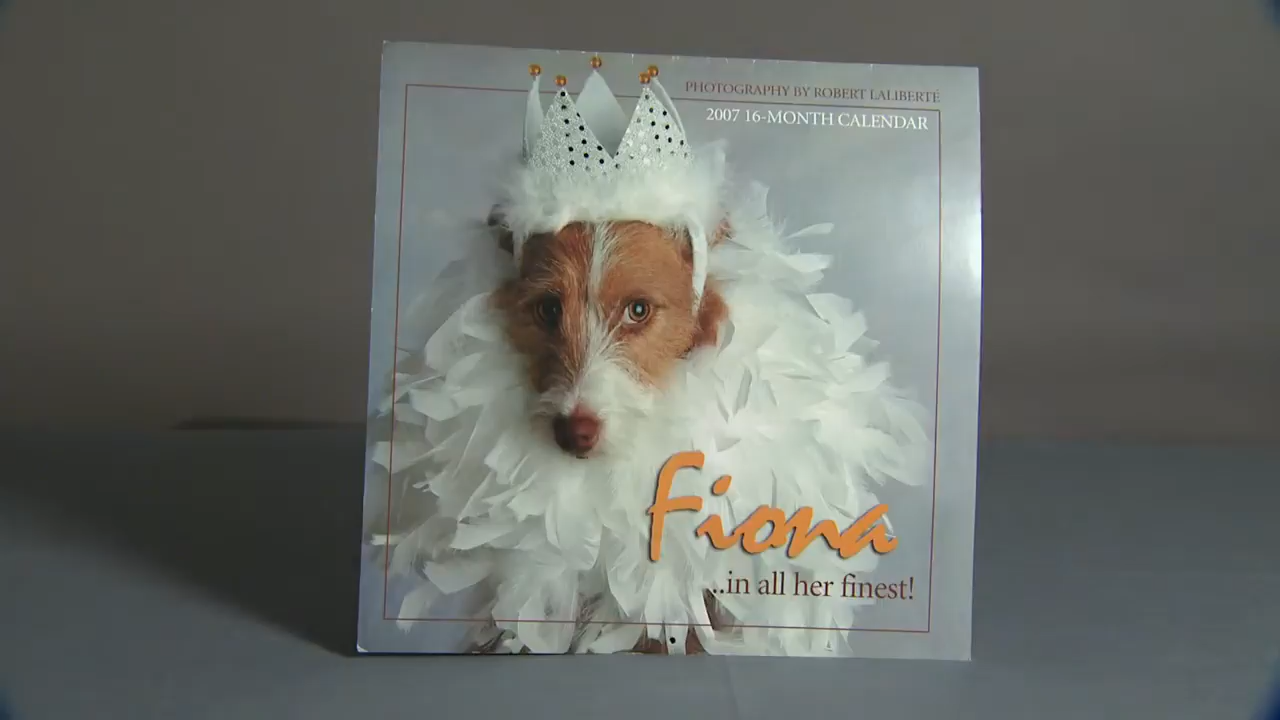 PHOTOGRAPHY BY ROBERT LALIBERTÉ
2007 16-MONTH CALENDAR
Fiona
...in all her finest!